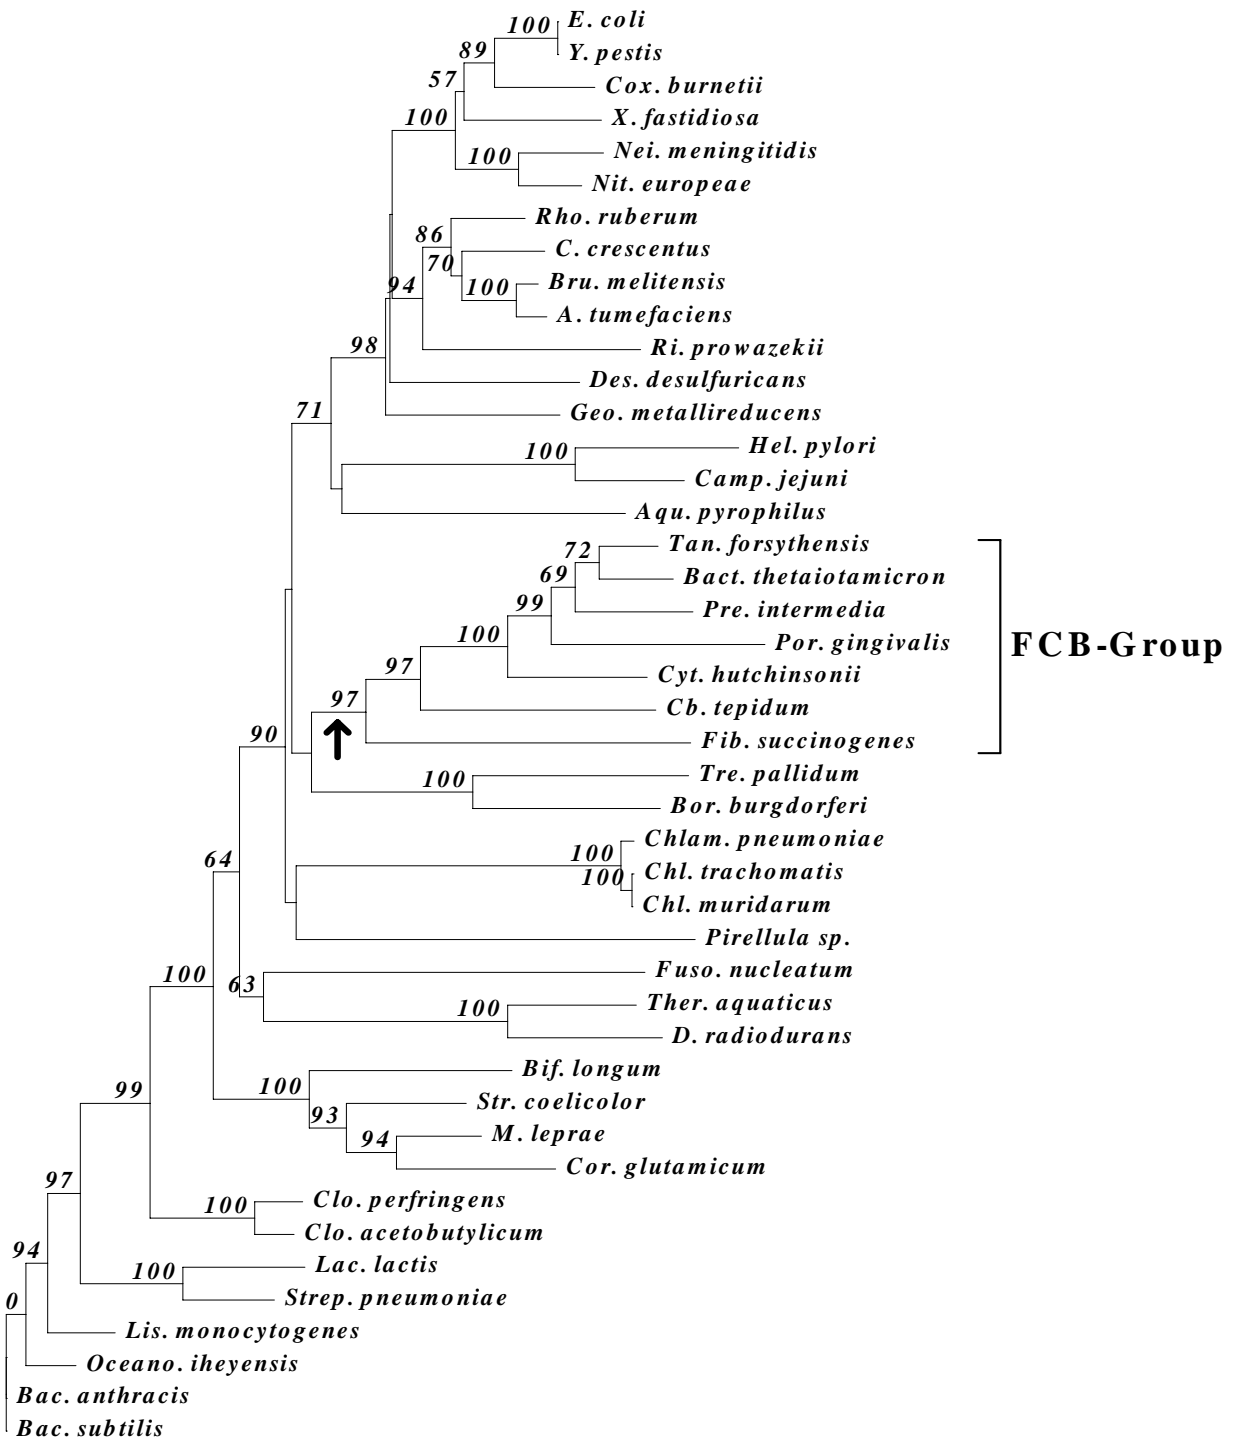 100 E. coli
Y. pestis
89
57
Cox. burnetii
100
X. fastidiosa
100 Nei. meningitidis
Nit. europeae
Rho. ruberum
86
C. crescentus
70
94 100 Bru. melitensis
A. tumefaciens
98 Ri. prowazekii
Des. desulfuricans
71 Geo. metallireducens
100 Hel. pylori
Camp. jejuni
Aqu. pyrophilus
72 Tan. forsythensis
69 Bact. thetaiotamicron
99 Pre. intermedia
100 Por. gingivalis
FCB-Group
97 Cyt. hutchinsonii
97 Cb. tepidum
90 Fib. succinogenes
100 Tre. pallidum
Bor. burgdorferi
Chlam. pneumoniae
64 100
100 Chl. trachomatis
Chl. muridarum
Pirellula sp.
100 63 Fuso. nucleatum
100 Ther. aquaticus
D. radiodurans
Bif. longum
99 100
93 Str. coelicolor
94 M. leprae
Cor. glutamicum
97
100 Clo. perfringens
Clo. acetobutylicum
94
100 Lac. lactis
Strep. pneumoniae
0
Lis. monocytogenes
Oceano. iheyensis
Bac. anthracis
Bac. subtilis